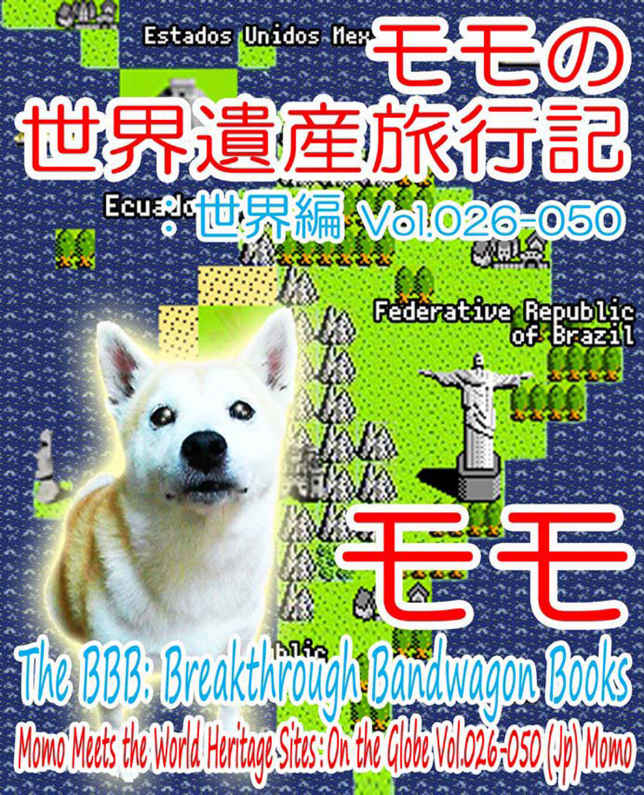 Estados Unidos Mex
モモの
世界遺産旅行記
Ecuado
：世界編 Vol.026-050
Federative Republic
of Brazil
モモ
blic
The BBB: Breakthrough Bandwagon Books
Momo Meets the World Heritage Sites : On the Globe Vol.026-050 (Jp) Momo